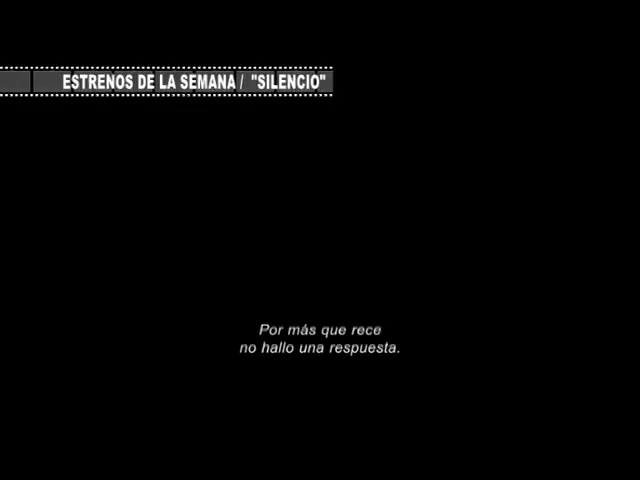 ESTRENOS DE LA SEMANA / "SILENCIO"
Por más que rece
no hallo una respuesta.